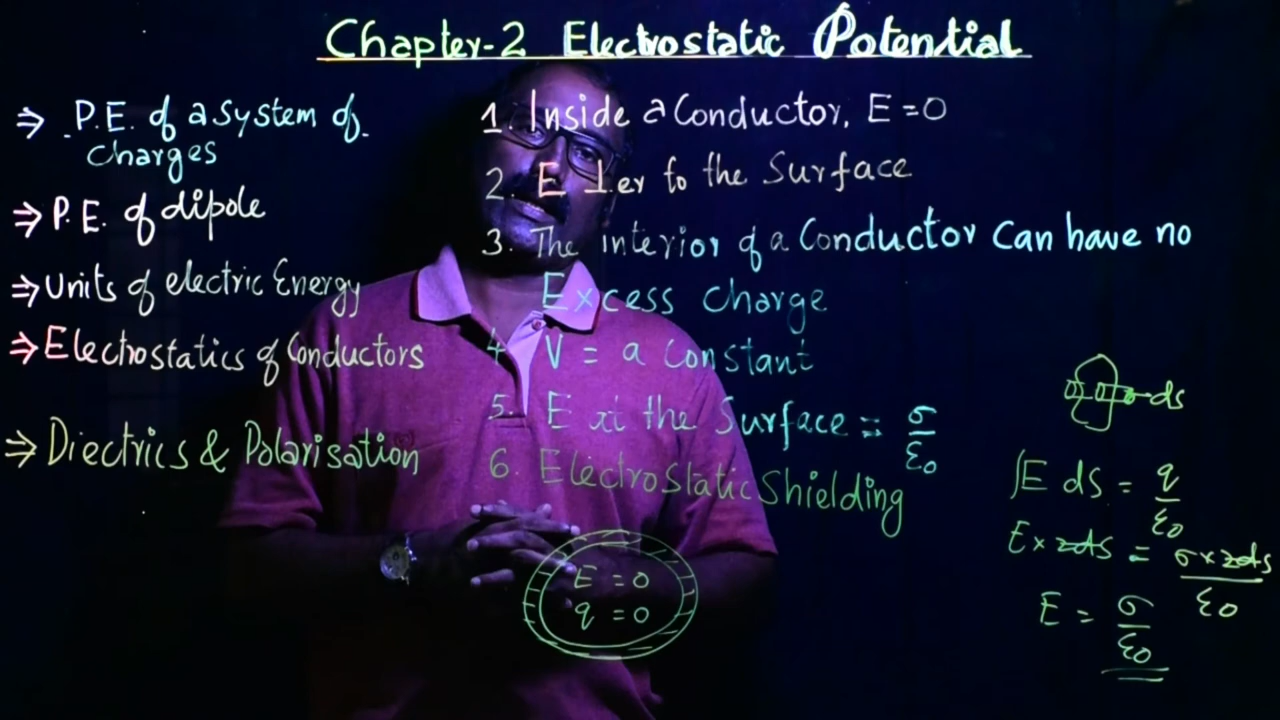 Chapter-2 Electrostatic Potential
⇒ P.E. of a system of
charges
⇒ P.E. of dipole
⇒ Units of electric Energy
⇒ Electrostatics of Conductors
⇒ Diectrics & Polarisation
1 Inside a Conductor, E = 0
2. E ⊥er to the Surface
3. The interior of a Conductor Can have no
Excess charge
4. V = a constant
5. E at the Surface = σ/ε0
6. Electrostatic Shielding
E = 0
q = 0
ds
∫E ds = q/ε0
E x 2ds = σ x 2ds/ε0
E = σ/ε0